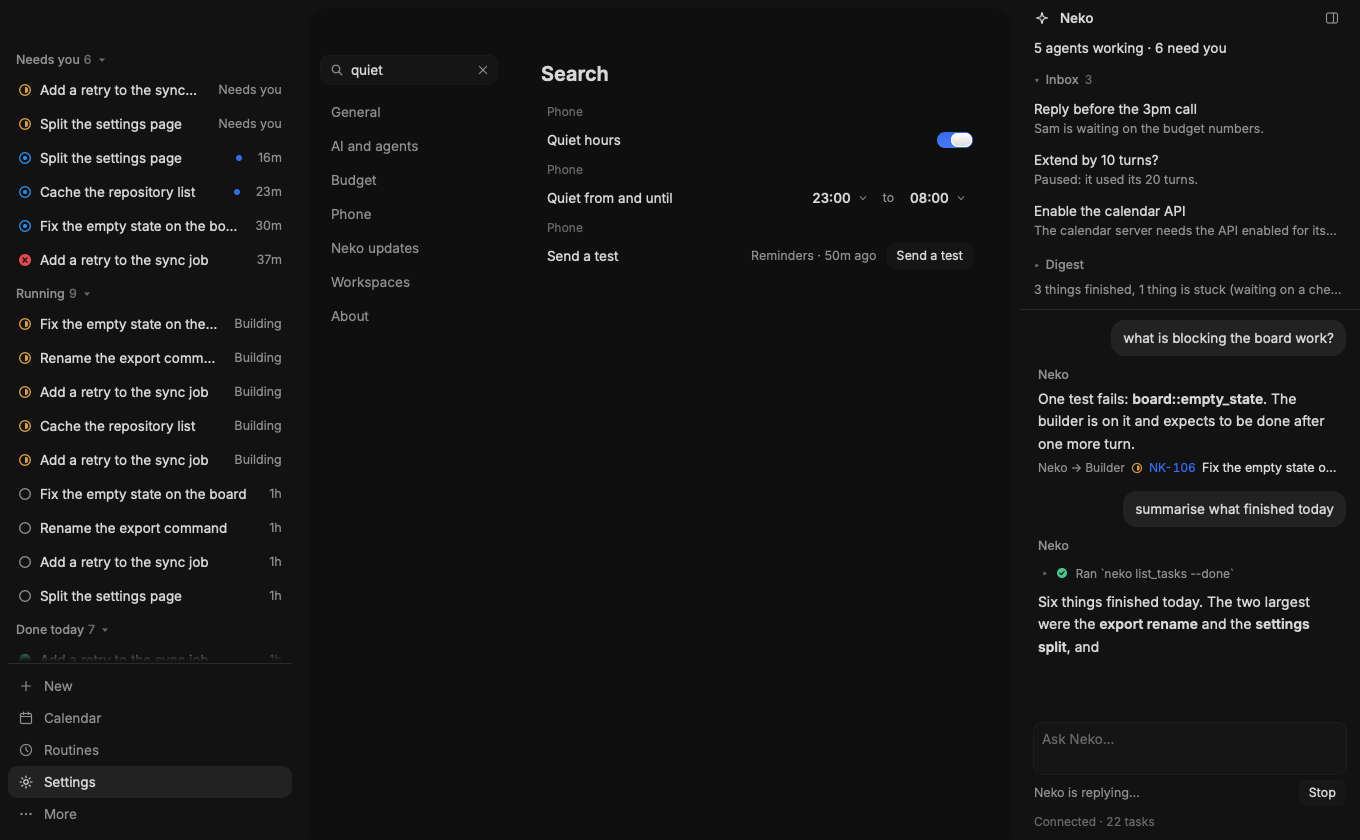 Needs you 6
Add a retry to the sync... Needs you
Split the settings page Needs you
Split the settings page 16m
Cache the repository list 23m
Fix the empty state on the bo... 30m
Add a retry to the sync job 37m
Running 9
Fix the empty state on the... Building
Rename the export comm... Building
Add a retry to the sync job Building
Cache the repository list Building
Add a retry to the sync job Building
Fix the empty state on the board 1h
Rename the export command 1h
Add a retry to the sync job 1h
Split the settings page 1h
Done today 7
Add a retry to the sync job 1h
New
Calendar
Routines
Settings
More
quiet
General
AI and agents
Budget
Phone
Neko updates
Workspaces
About
Search
Phone
Quiet hours
Phone
Quiet from and until 23:00 to 08:00
Phone
Send a test Reminders · 50m ago Send a test
Neko
5 agents working · 6 need you
Inbox 3
Reply before the 3pm call
Sam is waiting on the budget numbers.
Extend by 10 turns?
Paused: it used its 20 turns.
Enable the calendar API
The calendar server needs the API enabled for its...
Digest
3 things finished, 1 thing is stuck (waiting on a che...
what is blocking the board work?
Neko
One test fails: board::empty_state. The
builder is on it and expects to be done after
one more turn.
Neko → Builder NK-106 Fix the empty state o...
summarise what finished today
Neko
Ran `neko list_tasks --done`
Six things finished today. The two largest
were the export rename and the settings
split, and
Ask Neko...
Neko is replying... Stop
Connected · 22 tasks